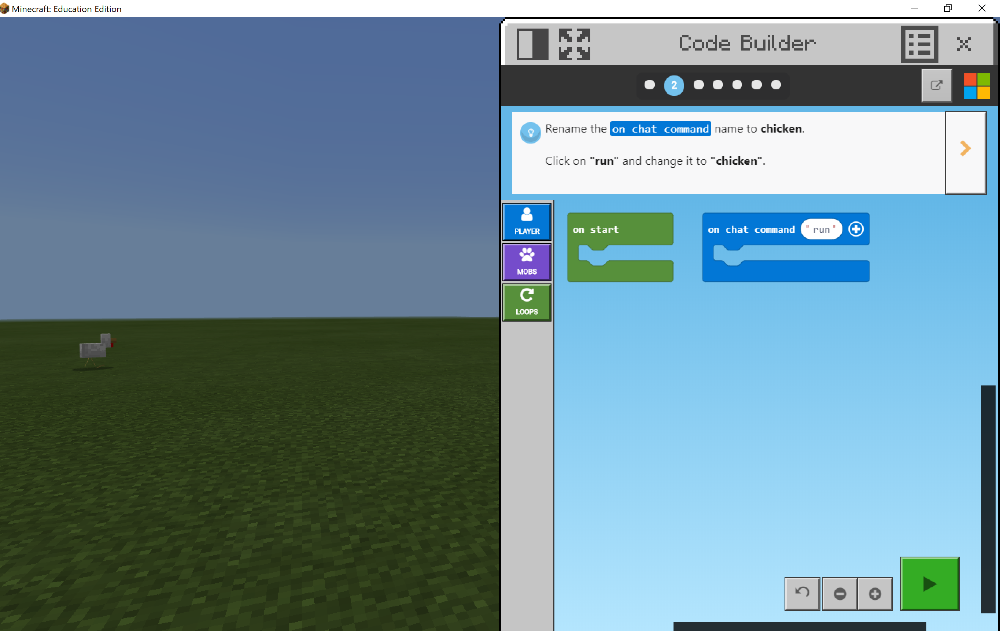 Minecraft: Education Edition
Code Builder
2
Rename the on chat command name to chicken.
Click on "run" and change it to "chicken".
PLAYER
MOBS
LOOPS
on start
on chat command "run"